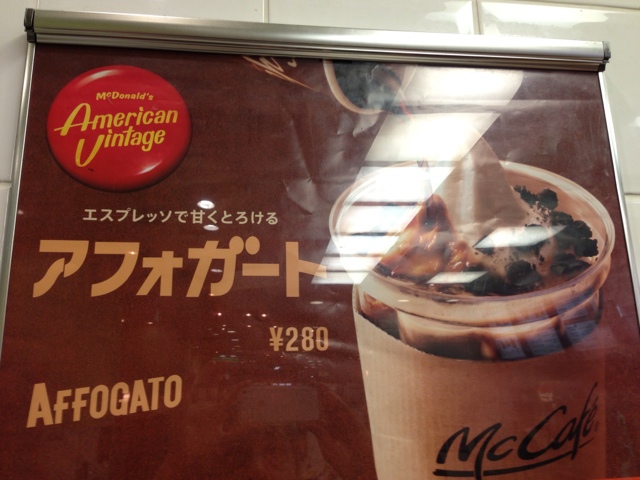 McDonald's
American
Vintage
エスプレッソで甘くとろける
アフォガート
¥280
AFFOGATO
McCafé